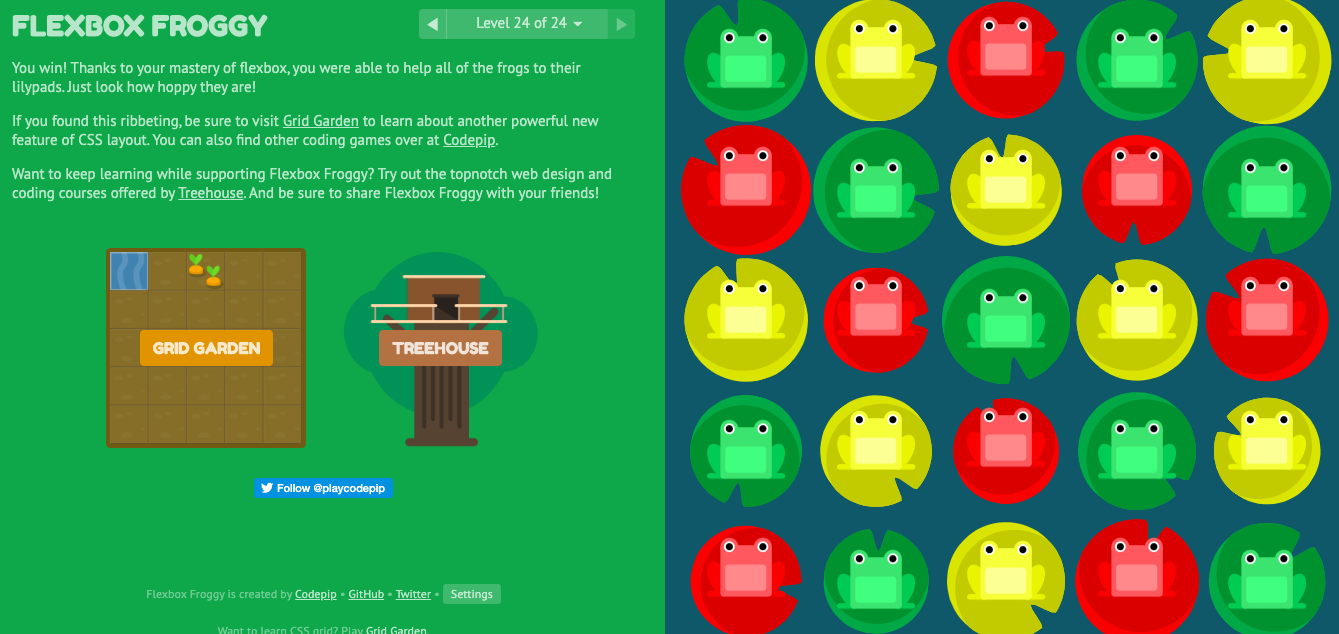 FLEXBOX FROGGY
Level 24 of 24
You win! Thanks to your mastery of flexbox, you were able to help all of the frogs to their
lilypads. Just look how hoppy they are!
If you found this ribbeting, be sure to visit Grid Garden to learn about another powerful new
feature of CSS layout. You can also find other coding games over at Codepip.
Want to keep learning while supporting Flexbox Froggy? Try out the topnotch web design and
coding courses offered by Treehouse. And be sure to share Flexbox Froggy with your friends!
GRID GARDEN
TREEHOUSE
Follow @playcodepip
Flexbox Froggy is created by Codepip • GitHub • Twitter • Settings
Want to learn CSS grid? Play Grid Garden.